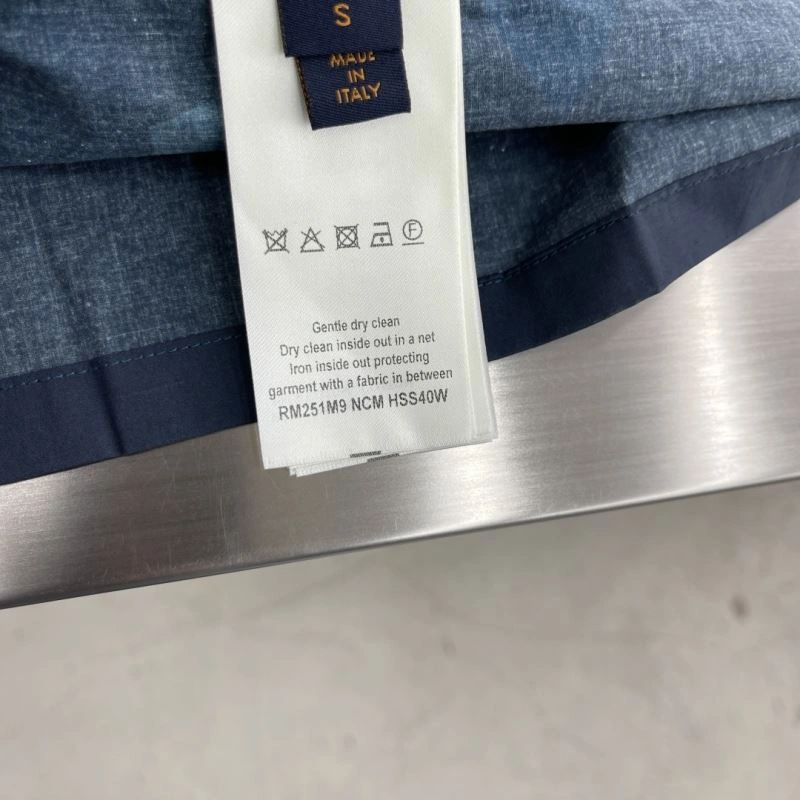 S
MADE
IN
ITALY
F
Gentle dry clean
Dry clean inside out in a net
Iron inside out protecting
garment with a fabric in between
RM251M9 NCM HSS40W